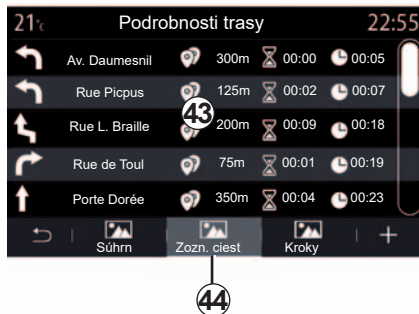 21°c Podrobnosti trasy 22:55
Av. Daumesnil 300m 00:00 00:05
Rue Picpus 125m 00:02 00:07
43
Rue L. Braille 200m 00:09 00:18
Rue de Toul 75m 00:01 00:19
Porte Dorée 350m 00:04 00:23
Súhrn Zozn. ciest Kroky +
44